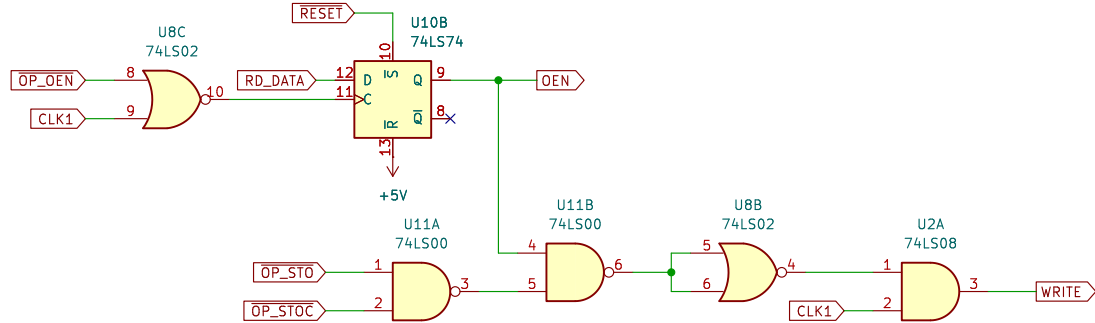 RESET
U10B
74LS74
U8C
74LS02
10
OP_OEN
8
RD_DATA
12
D
S
Q
9
OEN
10
11
C
CLK1
9
R
Q
8
13
+5V
U11B
74LS00
U8B
74LS02
U11A
74LS00
U2A
74LS08
4
5
OP_STO
1
6
4
1
3
5
6
3
WRITE
OP_STOC
2
CLK1
2